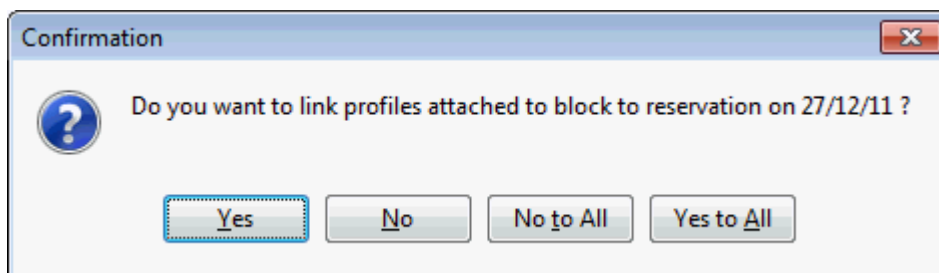 Confirmation
Do you want to link profiles attached to block to reservation on 27/12/11 ?
Yes No No to All Yes to All